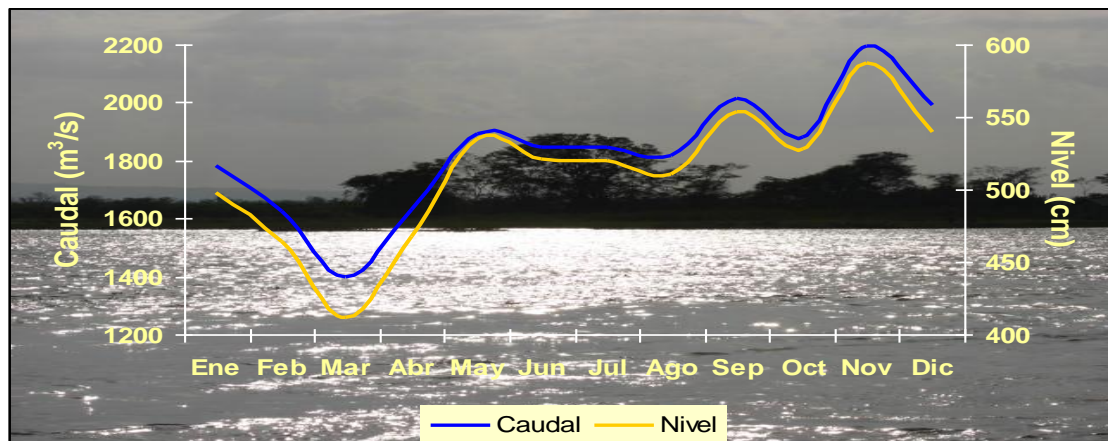 Caudal (m³/s)
2200
2000
1800
1600
1400
1200
Nivel (cm)
600
550
500
450
400
Ene Feb Mar Abr May Jun Jul Ago Sep Oct Nov Dic
Caudal Nivel